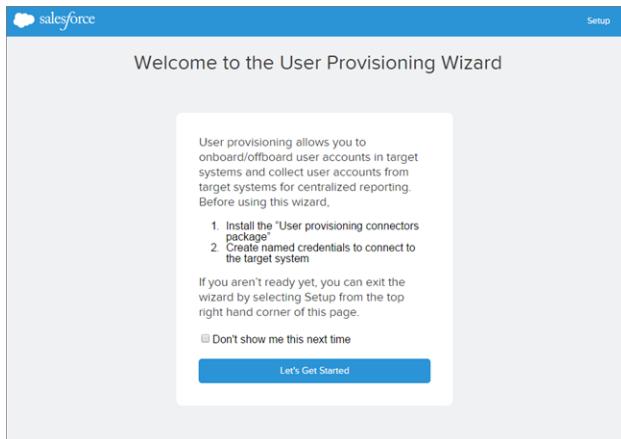 salesforce
Setup
Welcome to the User Provisioning Wizard
User provisioning allows you to
onboard/offboard user accounts in target
systems and collect user accounts from
target systems for centralized reporting.
Before using this wizard,
1. Install the "User provisioning connectors
package"
2. Create named credentials to connect to
the target system
If you aren't ready yet, you can exit the
wizard by selecting Setup from the top
right hand corner of this page.
Don't show me this next time
Let's Get Started